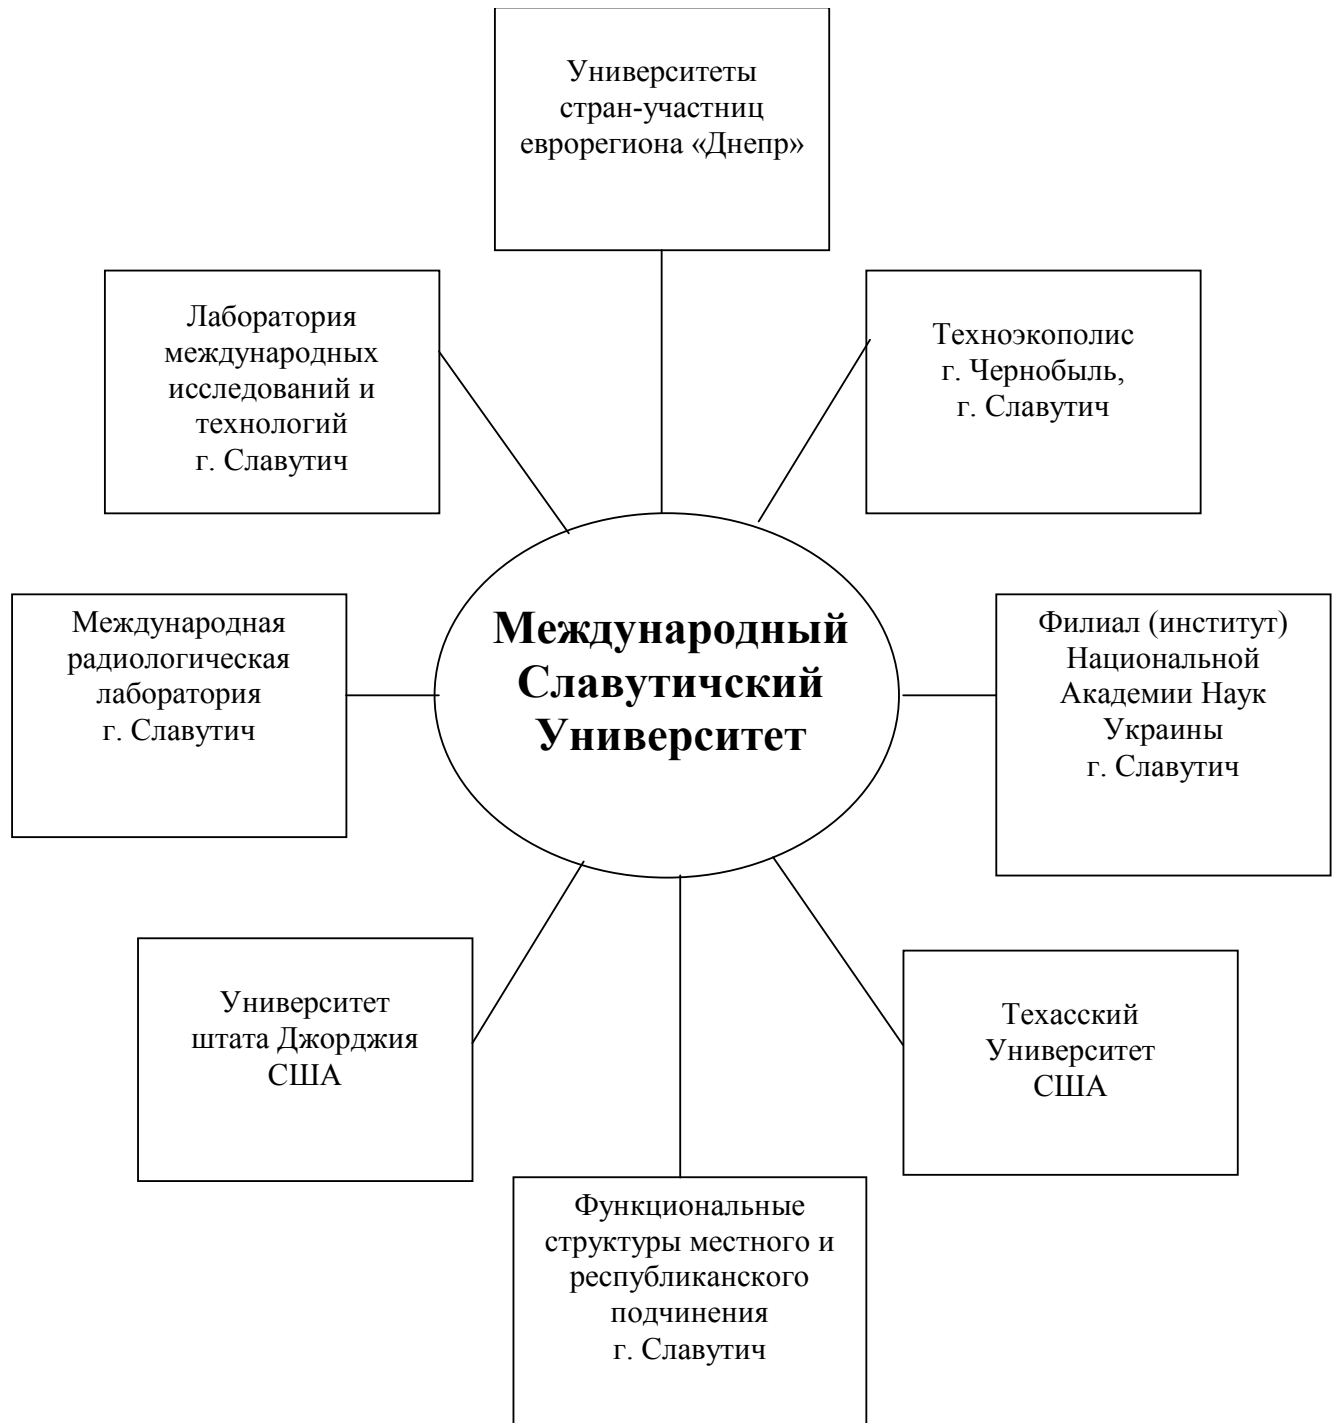 Университеты
стран-участниц
еврорегиона «Днепр»
Лаборатория
международных
исследований и
технологий
г. Славутич
Техноэкополис
г. Чернобыль,
г. Славутич
Международная
радиологическая
лаборатория
г. Славутич
Международный
Славутичский
Университет
Филиал (институт)
Национальной
Академии Наук
Украины
г. Славутич
Университет
штата Джорджия
США
Техасский
Университет
США
Функциональные
структуры местного и
республиканского
подчинения
г. Славутич